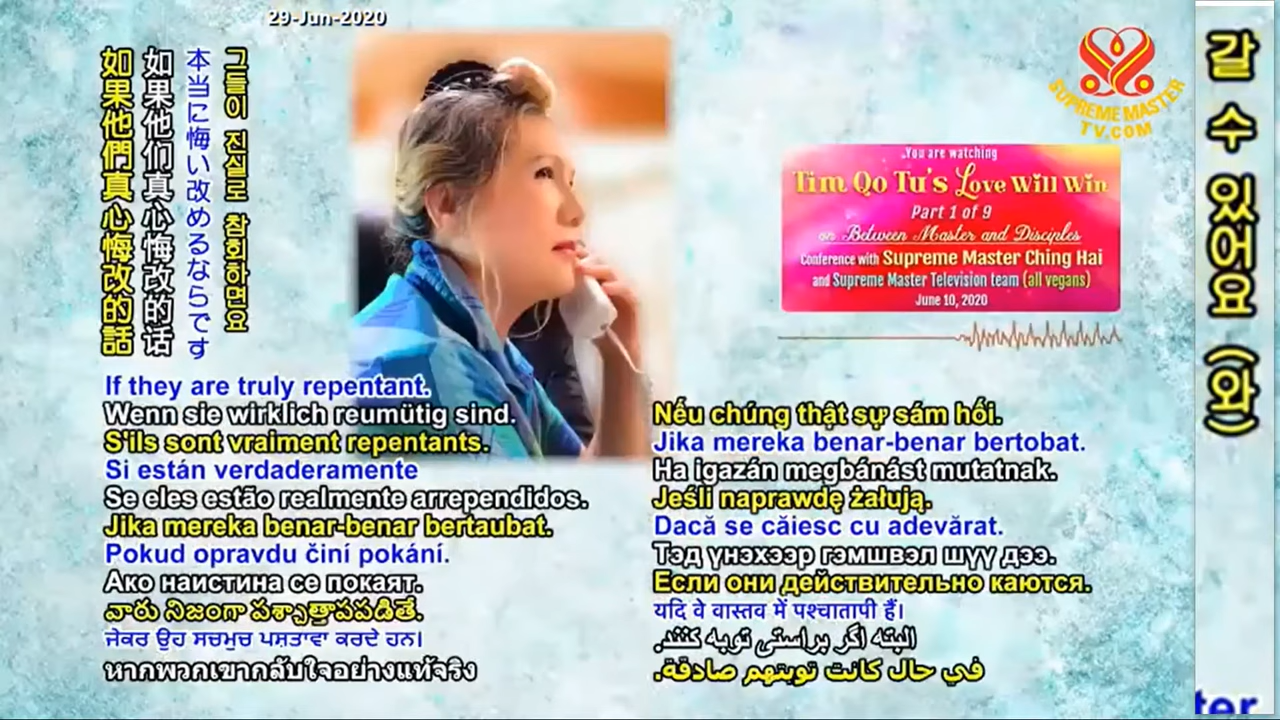 29-Jun-2020
如果他們真心悔改的話
如果他们真心悔改的话
本当に悔い改めるならです
그들이 진실로 참회하면요
SUPREME MASTER
TV.COM
You are watching
Tim Qo Tu's Love Will Win
Part 1 of 9
on Between Master and Disciples
Conference with Supreme Master Ching Hai
and Supreme Master Television team (all vegans)
June 10, 2020
If they are truly repentant.
Wenn sie wirklich reumütig sind.
S'ils sont vraiment repentants.
Si están verdaderamente
Se eles estão realmente arrependidos.
Jika mereka benar-benar bertaubat.
Pokud opravdu činí pokání.
Ако наистина се покаят.
వారు నిజంగా పశ్చాత్తాపపడితే.
ਜੇਕਰ ਉਹ ਸਚਮੁਚ ਪਸ਼ਤਾਵਾ ਕਰਦੇ ਹਨ।
หากพวกเขากลับใจอย่างแท้จริง
Nếu chúng thật sự sám hối.
Jika mereka benar-benar bertobat.
Ha igazán megbánást mutatnak.
Jeśli naprawdę żałują.
Dacă se căiesc cu adevărat.
Тэд үнэхээр гэмшвэл шүү дээ.
Если они действительно каются.
यदि वे वास्तव में पश्चातापी हैं।
البته اگر براستی توبه کنند.
في حال كانت توبتهم صادقة.
갈 수 있어요 (와)
ter